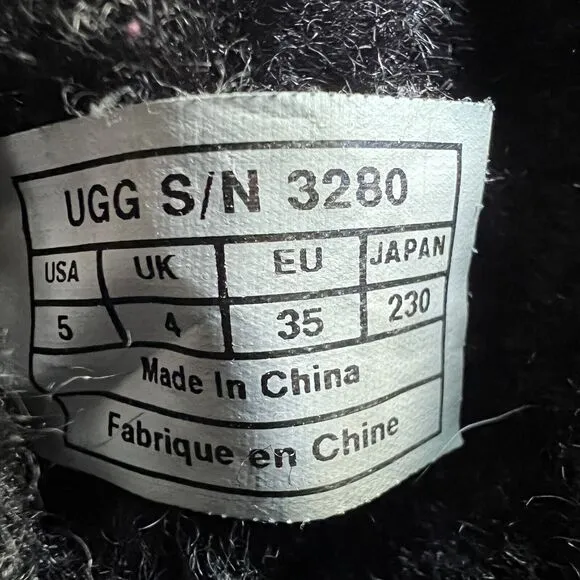 UGG S/N 3280
USA UK EU JAPAN
5 4 35 230
Made In China
Fabrique en Chine